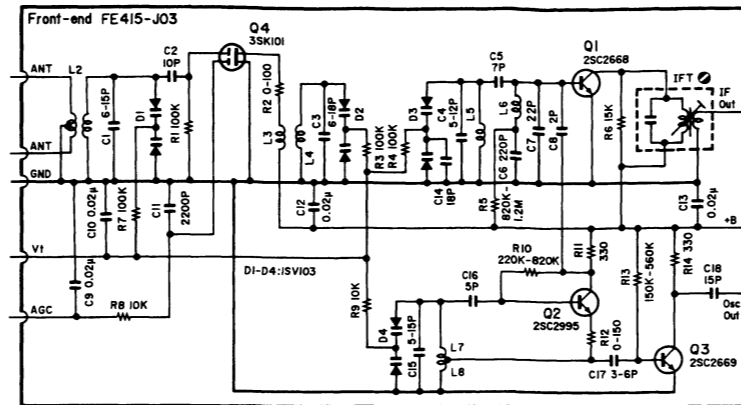 Front-end FE415-J03
Q4
3SK101
Q1
2SC2668
C2
10P
C5
7P
ANT
L2
IFT
IF
Out
R2 0-100
6-15P
C1
D1
R1 100K
L3
L4
C3
6-18P
D2
D3
C4
5-12P
L5
L6
C7 22P
C8 2P
R6 15K
ANT
R3 100K
R4 100K
C6 220P
GND
C10 0.02μ
R7 100K
C11
2200P
C12
0.02μ
C14
18P
R5
820K-
1.2M
C13
0.02μ
+B
Vt
C9 0.02μ
D1-D4:1SV103
R10
220K-820K
R11
330
R13
150K-560K
R14 330
C18
15P
AGC
R8 10K
R9 10K
C16
5P
Osc
Out
D4
C15
5-15P
L7
L8
Q2
2SC2995
R12
0-150
C17 3-6P
Q3
2SC2669